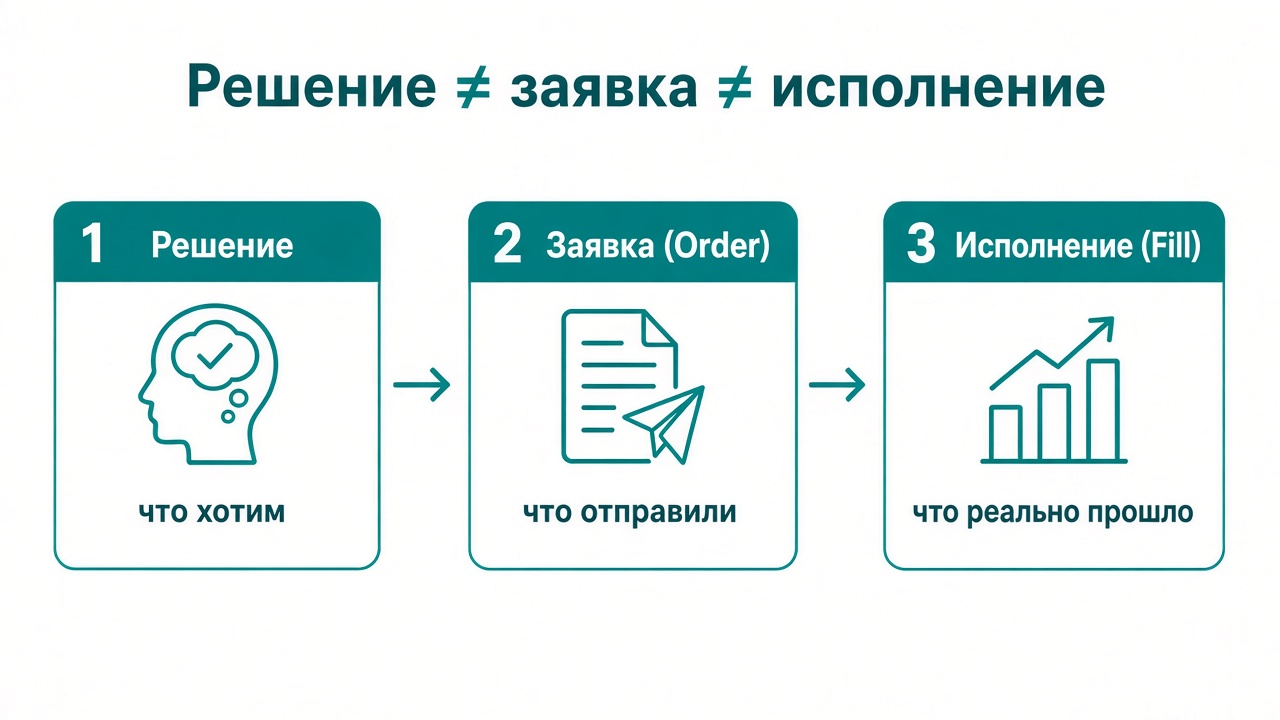 Решение ≠ заявка ≠ исполнение
1 Решение
что хотим
2 Заявка (Order)
что отправили
3 Исполнение (Fill)
что реально прошло